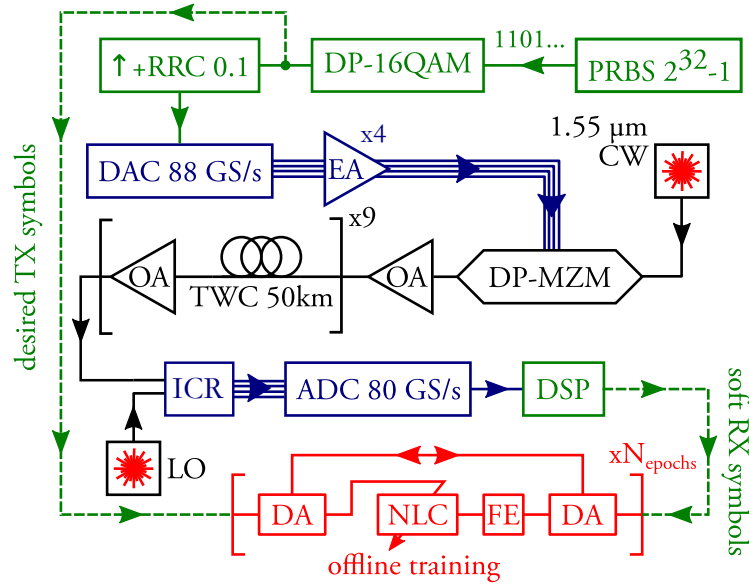 1101...
↑+RRC 0.1
DP-16QAM
PRBS 2^32-1
x4
1.55 μm
CW
DAC 88 GS/s
EA
x9
OA
TWC 50km
OA
DP-MZM
desired TX symbols
ICR
ADC 80 GS/s
DSP
soft RX symbols
LO
xN_epochs
DA
NLC
FE
DA
offline training